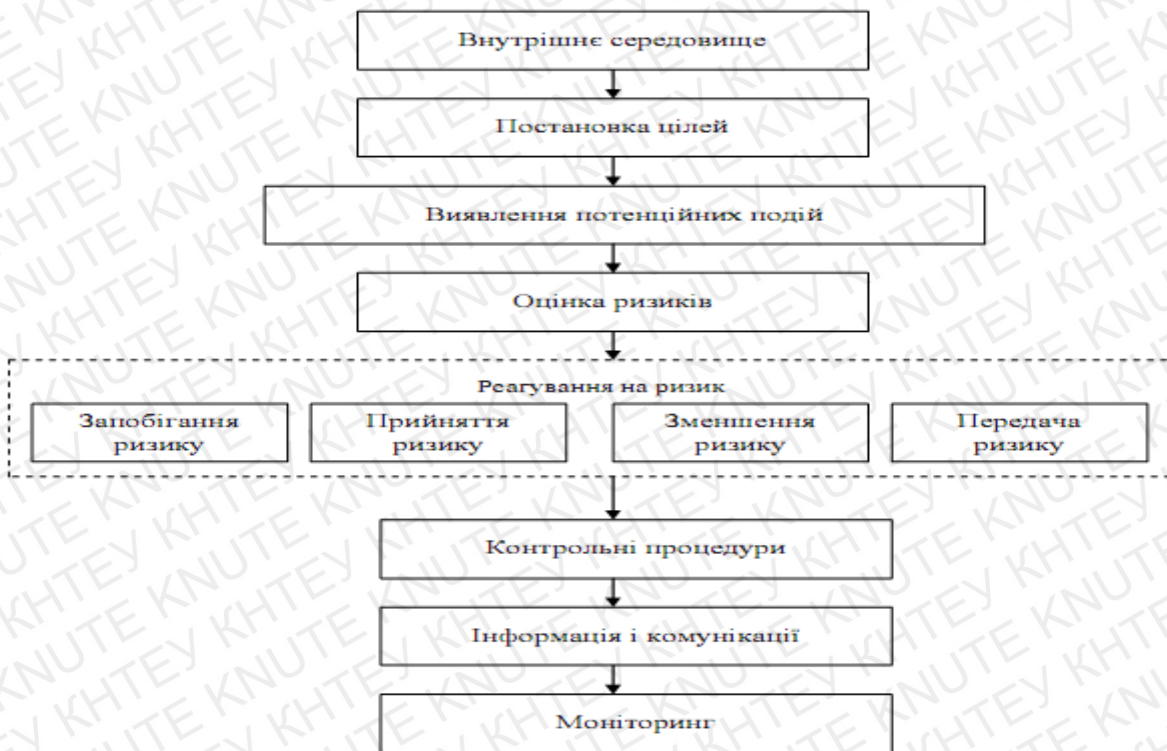 Внутрішнє середовище
Постановка цілей
Виявлення потенційних подій
Оцінка ризиків
Реагування на ризик
Запобігання
ризику
Прийняття
ризику
Зменшення
ризику
Передача
ризику
Контрольні процедури
Інформація і комунікації
Моніторинг